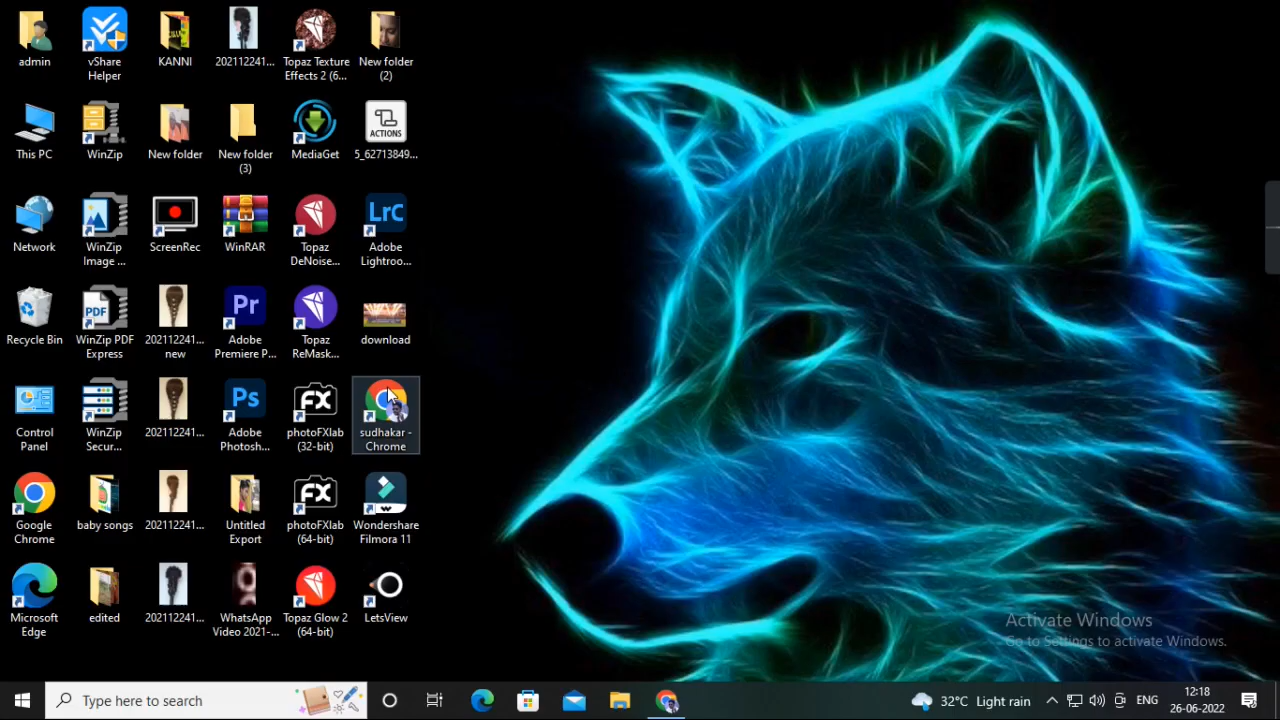 admin
vShare
Helper
KANNI
202112241...
Topaz Texture
Effects 2 (6...
New folder
(2)
This PC
WinZip
New folder
New folder
(3)
MediaGet
ACTIONS
5_62713849...
Network
WinZip
Image ...
ScreenRec
WinRAR
Topaz
DeNoise...
LrC
Adobe
Lightroo...
Recycle Bin
PDF
WinZip PDF
Express
202112241...
new
Pr
Adobe
Premiere P...
Topaz
ReMask...
download
Control
Panel
WinZip
Secur...
202112241...
Ps
Adobe
Photosh...
FX
photoFXlab
(32-bit)
sudhakar -
Chrome
Google
Chrome
baby songs
202112241...
Untitled
Export
FX
photoFXlab
(64-bit)
Wondershare
Filmora 11
Microsoft
Edge
edited
202112241...
WhatsApp
Video 2021-...
Topaz Glow 2
(64-bit)
LetsView
Activate Windows
Go to Settings to activate Windows.
Type here to search
32°C Light rain
ENG
12:18
26-06-2022